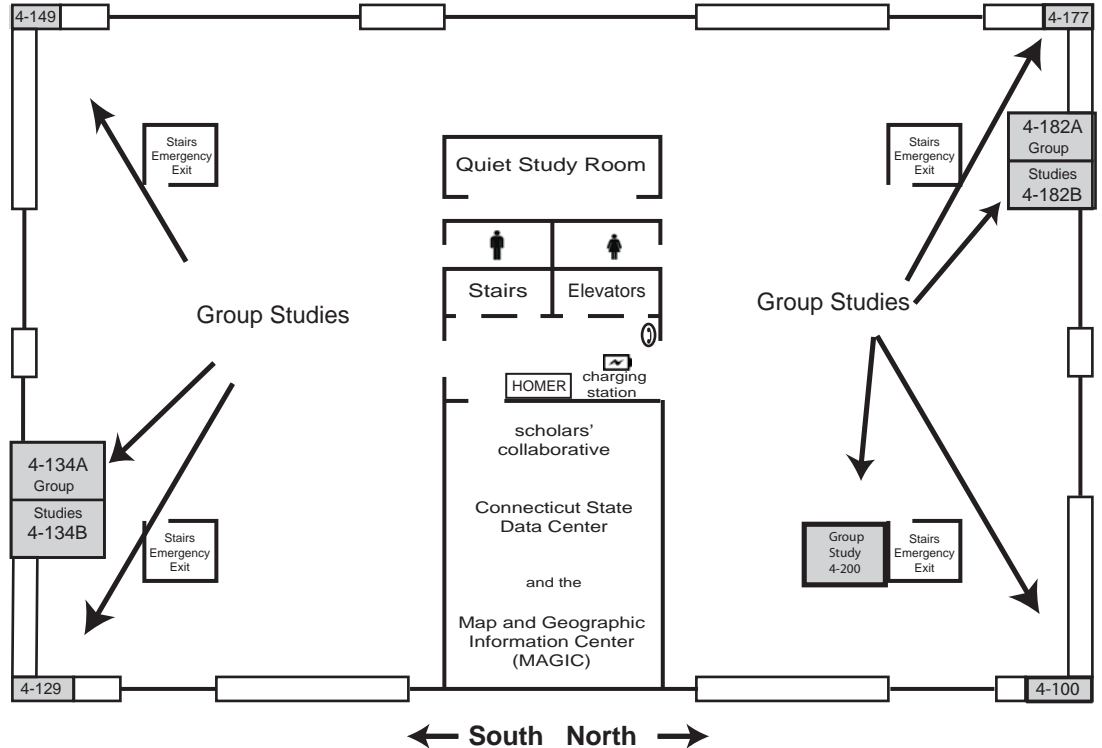 4-149
4-177
4-182A
Group
Studies
4-182B
Stairs
Emergency
Exit
Stairs
Emergency
Exit
Quiet Study Room
Stairs
Elevators
Group Studies
Group Studies
HOMER
charging
station
scholars’
collaborative
4-134A
Group
Studies
4-134B
Connecticut State
Data Center
Stairs
Emergency
Exit
Group
Study
4-200
Stairs
Emergency
Exit
and the
Map and Geographic
Information Center
(MAGIC)
4-129
4-100
South North